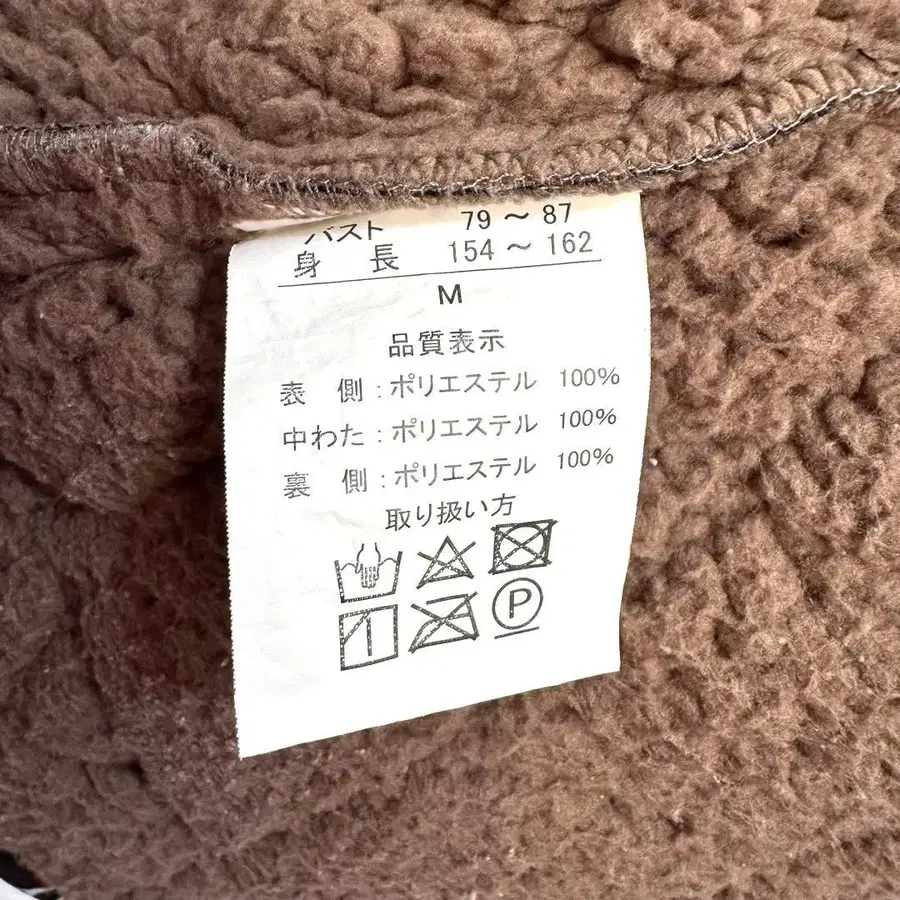 バスト 79～87
身長 154～162
M
品質表示
表側:ポリエステル 100%
中わた:ポリエステル 100%
裏側:ポリエステル 100%
取り扱い方
P